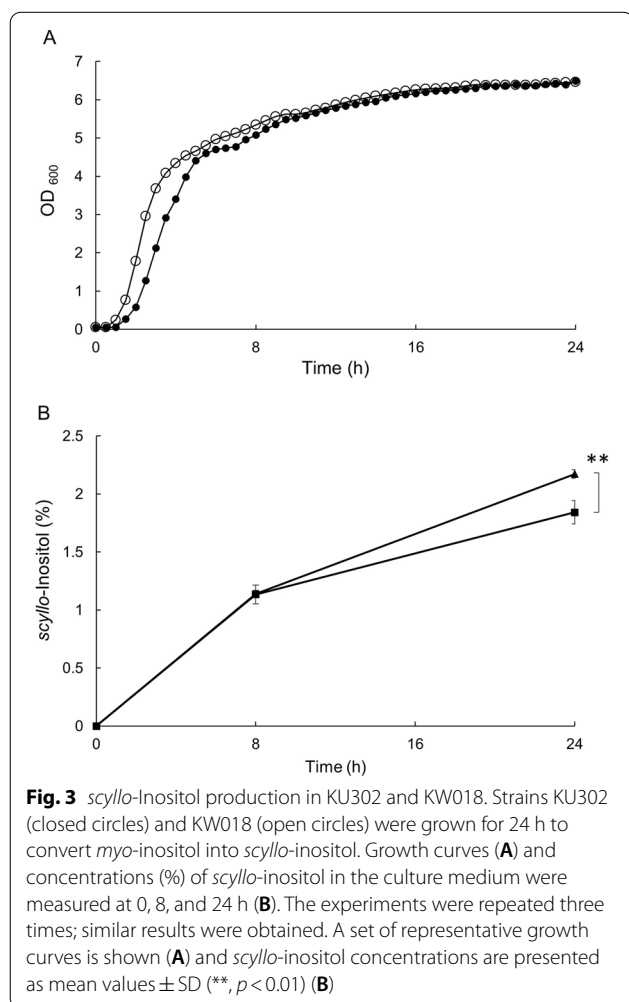 A
7
6
5
4
3
2
1
0
OD 600
0 8 16 24
Time (h)
B
2.5
2
1.5
1
0.5
0
scyllo-Inositol (%)
**
0 8 16 24
Time (h)
Fig. 3 scyllo-Inositol production in KU302 and KW018. Strains KU302
(closed circles) and KW018 (open circles) were grown for 24 h to
convert myo-inositol into scyllo-inositol. Growth curves (A) and
concentrations (%) of scyllo-inositol in the culture medium were
measured at 0, 8, and 24 h (B). The experiments were repeated three
times; similar results were obtained. A set of representative growth
curves is shown (A) and scyllo-inositol concentrations are presented
as mean values ± SD (**, p < 0.01) (B)